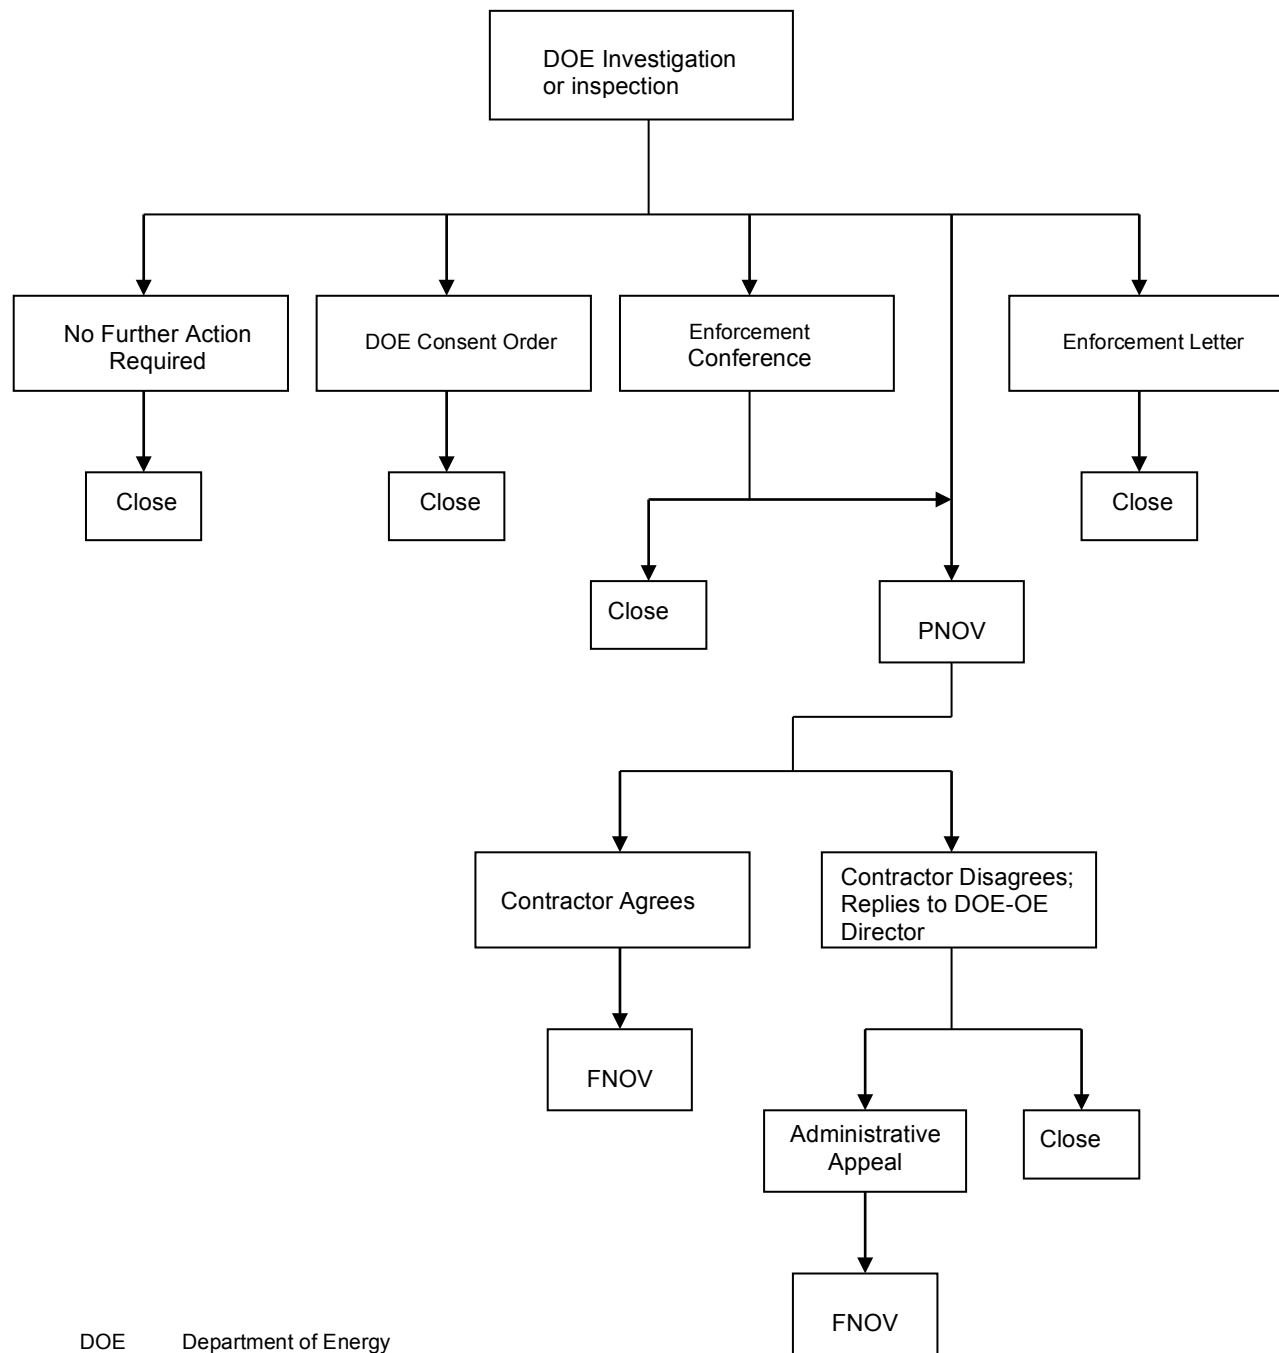 DOE Investigation
or inspection
No Further Action
Required
DOE Consent Order
Enforcement
Conference
Enforcement Letter
Close
Close
Close
Close
PNOV
Contractor Agrees
Contractor Disagrees;
Replies to DOE-OE
Director
FNOV
Administrative
Appeal
Close
FNOV
DOE Department of Energy